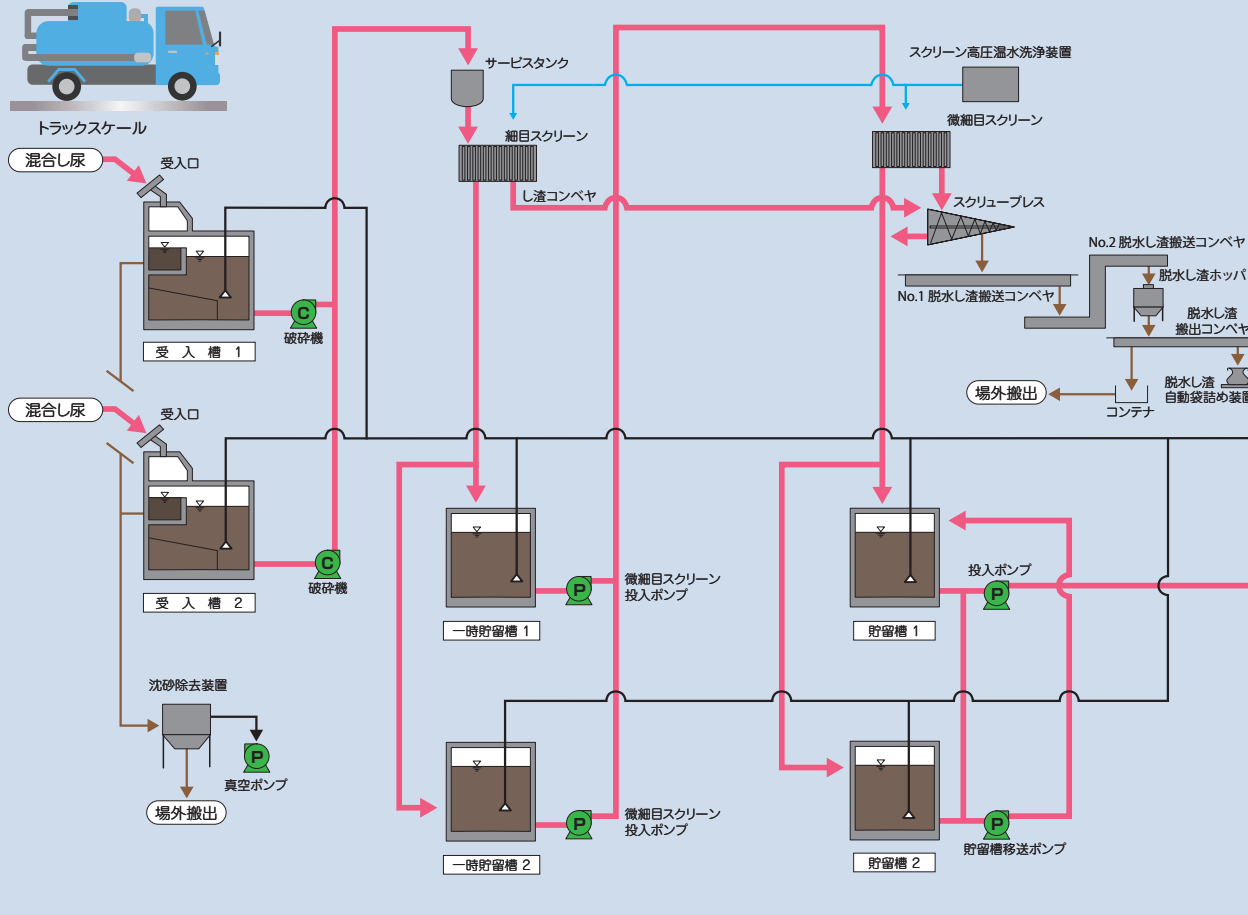 トラックスケール
混合し尿
受入口
C
破砕機
受 入 槽 1
サービスタンク
細目スクリーン
し渣コンベヤ
スクリーン高圧温水洗浄装置
微細目スクリーン
スクリュープレス
No.1 脱水し渣搬送コンベヤ
No.2 脱水し渣搬送コンベヤ
脱水し渣ホッパ
脱水し渣
搬出コンベヤ
脱水し渣
自動袋詰め装置
コンテナ
場外搬出
混合し尿
受入口
C
破砕機
受 入 槽 2
P
微細目スクリーン
投入ポンプ
一時貯留槽 1
投入ポンプ
P
貯留槽 1
沈砂除去装置
P
真空ポンプ
場外搬出
P
微細目スクリーン
投入ポンプ
一時貯留槽 2
P
貯留槽移送ポンプ
貯留槽 2